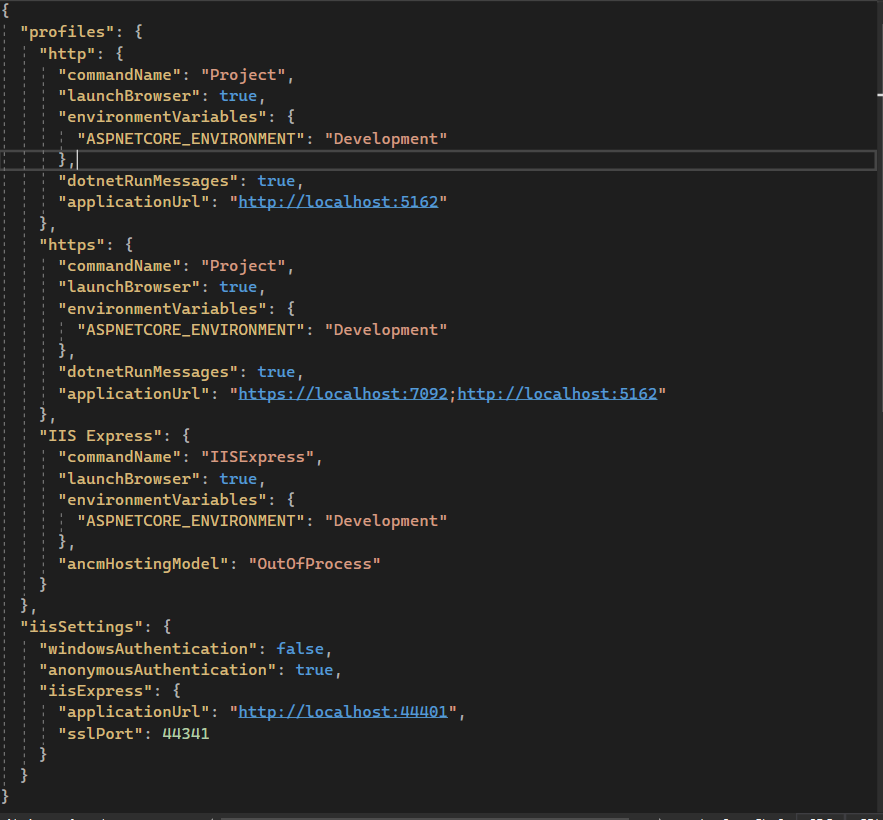 {
"profiles": {
"http": {
"commandName": "Project",
"launchBrowser": true,
"environmentVariables": {
"ASPNETCORE_ENVIRONMENT": "Development"
},
"dotnetRunMessages": true,
"applicationUrl": "http://localhost:5162"
},
"https": {
"commandName": "Project",
"launchBrowser": true,
"environmentVariables": {
"ASPNETCORE_ENVIRONMENT": "Development"
},
"dotnetRunMessages": true,
"applicationUrl": "https://localhost:7092;http://localhost:5162"
},
"IIS Express": {
"commandName": "IISExpress",
"launchBrowser": true,
"environmentVariables": {
"ASPNETCORE_ENVIRONMENT": "Development"
},
"ancmHostingModel": "OutOfProcess"
}
},
"iisSettings": {
"windowsAuthentication": false,
"anonymousAuthentication": true,
"iisExpress": {
"applicationUrl": "http://localhost:44401",
"sslPort": 44341
}
}
}